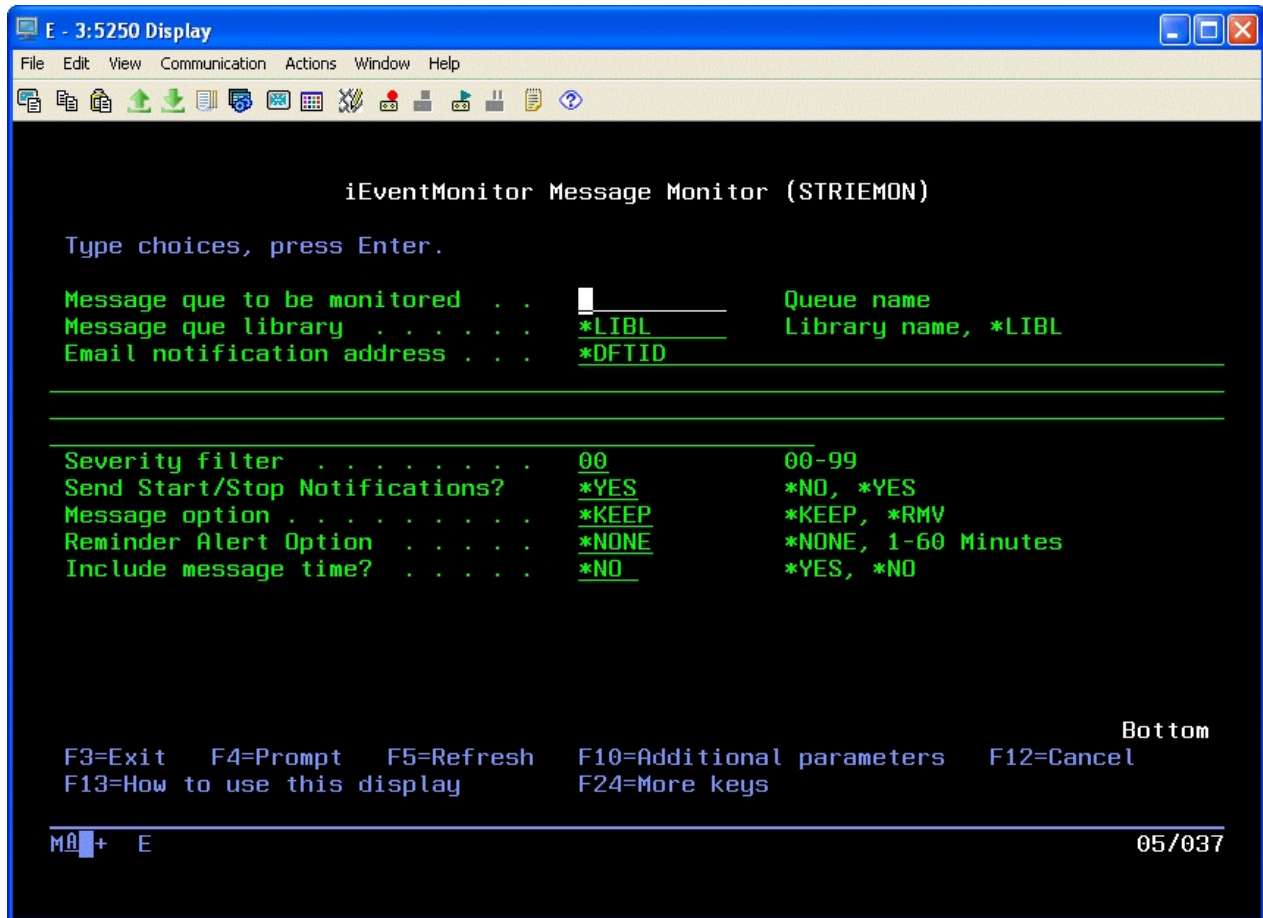 E - 3:5250 Display
File Edit View Communication Actions Window Help
iEventMonitor Message Monitor (STRIEMON)
Type choices, press Enter.
Message que to be monitored . . Queue name
Message que library . . . . . . *LIBL Library name, *LIBL
Email notification address . . . *DFTID
Severity filter . . . . . . . . 00 00-99
Send Start/Stop Notifications? *YES *NO, *YES
Message option . . . . . . . . . *KEEP *KEEP, *RMV
Reminder Alert Option . . . . . *NONE *NONE, 1-60 Minutes
Include message time? . . . . . *NO *YES, *NO
Bottom
F3=Exit F4=Prompt F5=Refresh F10=Additional parameters F12=Cancel
F13=How to use this display F24=More keys
MA + E 05/037